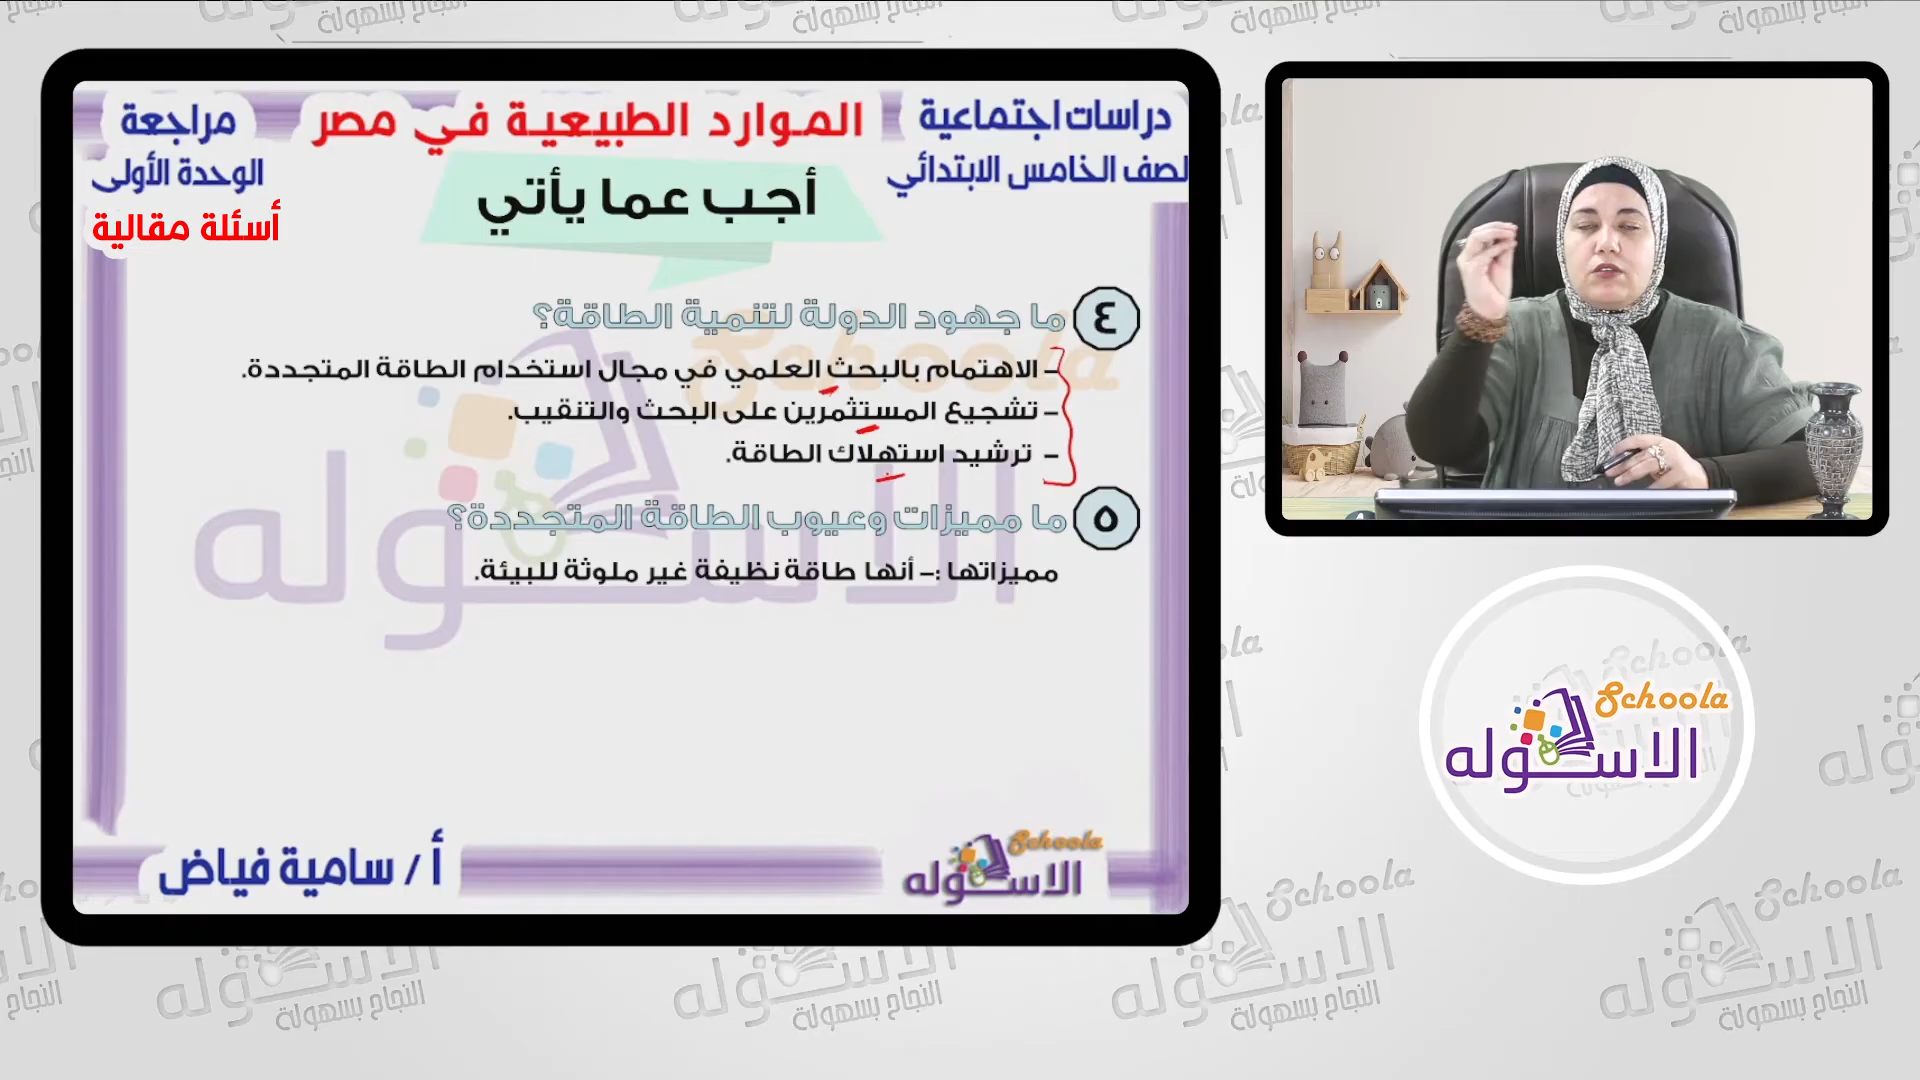 دراسات اجتماعية
لصف الخامس الابتدائي
الموارد الطبيعية في مصر
مراجعة
الوحدة الأولى
أسئلة مقالية
أجب عما يأتي
٤ ما جهود الدولة لتنمية الطاقة؟
- الاهتمام بالبحث العلمي في مجال استخدام الطاقة المتجددة.
- تشجيع المستثمرين على البحث والتنقيب.
- ترشيد استهلاك الطاقة.
٥ ما مميزات وعيوب الطاقة المتجددة؟
مميزاتها :- أنها طاقة نظيفة غير ملوثة للبيئة.
أ / سامية فياض
Schoola
الاسكوله
Schoola
الاسكوله
النجاح بسهولة